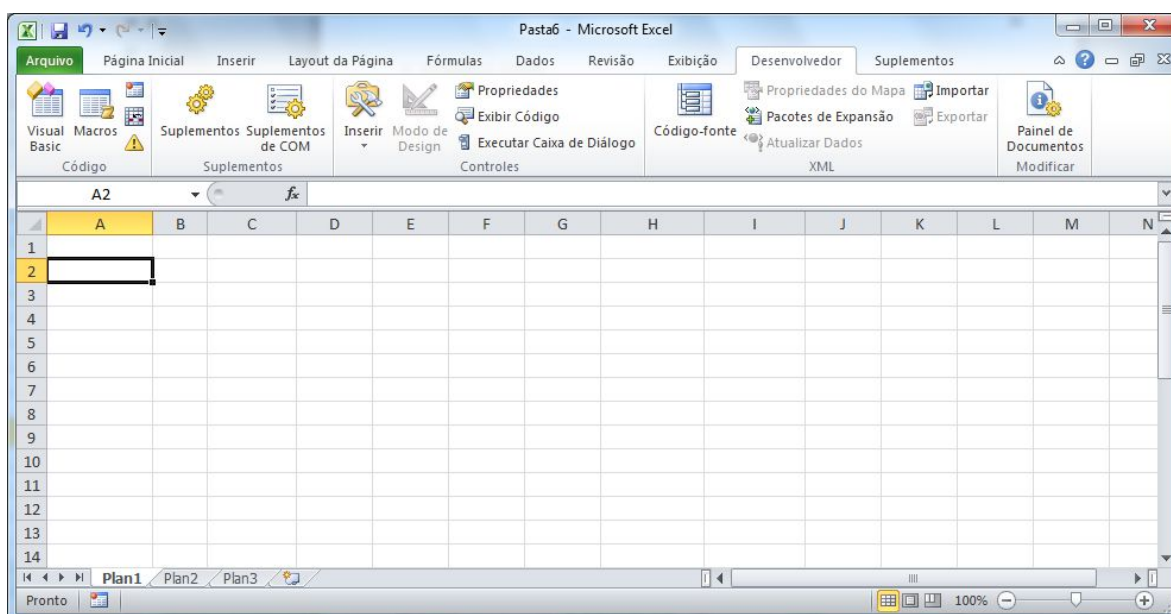 Pasta6 - Microsoft Excel
Arquivo Página Inicial Inserir Layout da Página Fórmulas Dados Revisão Exibição Desenvolvedor Suplementos
Visual Basic Macros
Código
Suplementos Suplementos de COM
Suplementos
Inserir Modo de Design
Propriedades
Exibir Código
Executar Caixa de Diálogo
Controles
Código-fonte
Propriedades do Mapa
Pacotes de Expansão
Atualizar Dados
Importar
Exportar
XML
Painel de Documentos
Modificar
A2 fx
A B C D E F G H I J K L M N
1
2
3
4
5
6
7
8
9
10
11
12
13
14
Plan1 Plan2 Plan3
Pronto 100%